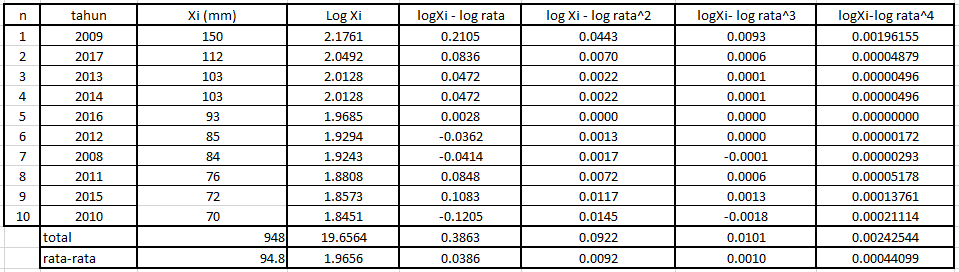 n tahun Xi (mm) Log Xi logXi - log rata log Xi - log rata^2 logXi- log rata^3 logXi-log rata^4
1 2009 150 2.1761 0.2105 0.0443 0.0093 0.00196155
2 2017 112 2.0492 0.0836 0.0070 0.0006 0.00004879
3 2013 103 2.0128 0.0472 0.0022 0.0001 0.00000496
4 2014 103 2.0128 0.0472 0.0022 0.0001 0.00000496
5 2016 93 1.9685 0.0028 0.0000 0.0000 0.00000000
6 2012 85 1.9294 -0.0362 0.0013 0.0000 0.00000172
7 2008 84 1.9243 -0.0414 0.0017 -0.0001 0.00000293
8 2011 76 1.8808 0.0848 0.0072 0.0006 0.00005178
9 2015 72 1.8573 0.1083 0.0117 0.0013 0.00013761
10 2010 70 1.8451 -0.1205 0.0145 -0.0018 0.00021114
total 948 19.6564 0.3863 0.0922 0.0101 0.00242544
rata-rata 94.8 1.9656 0.0386 0.0092 0.0010 0.00044099